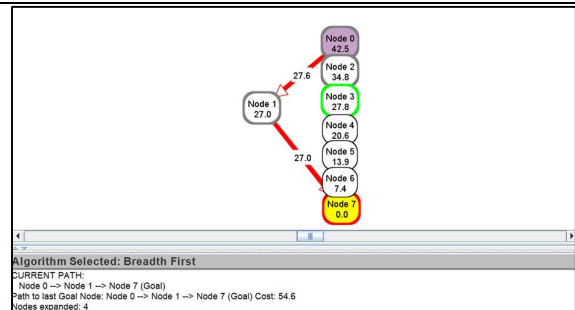 Node 0
42.5
Node 2
34.8
27.6
Node 3
27.8
Node 1
27.0
Node 4
20.6
Node 5
13.9
27.0
Node 6
7.4
Node 7
0.0
Algorithm Selected: Breadth First
CURRENT PATH:
Node 0 --> Node 1 --> Node 7 (Goal)
Path to last Goal Node: Node 0 --> Node 1 --> Node 7 (Goal) Cost: 54.6
Nodes expanded: 4